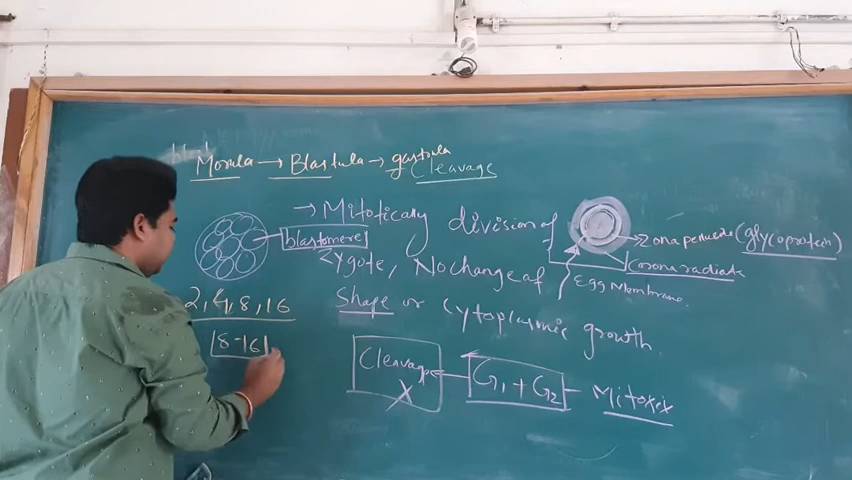 Morula → Blastula → gastrula
Cleavage
→ Mitotically division of
Zygote, No change of
Shape or Cytoplasmic growth.
blastomere
2, 4, 8, 16
8-16
Zona pellucida (glycoprotein)
Corona radiata
Egg Membrane.
Cleavage X
G1 + G2 - Mitosix